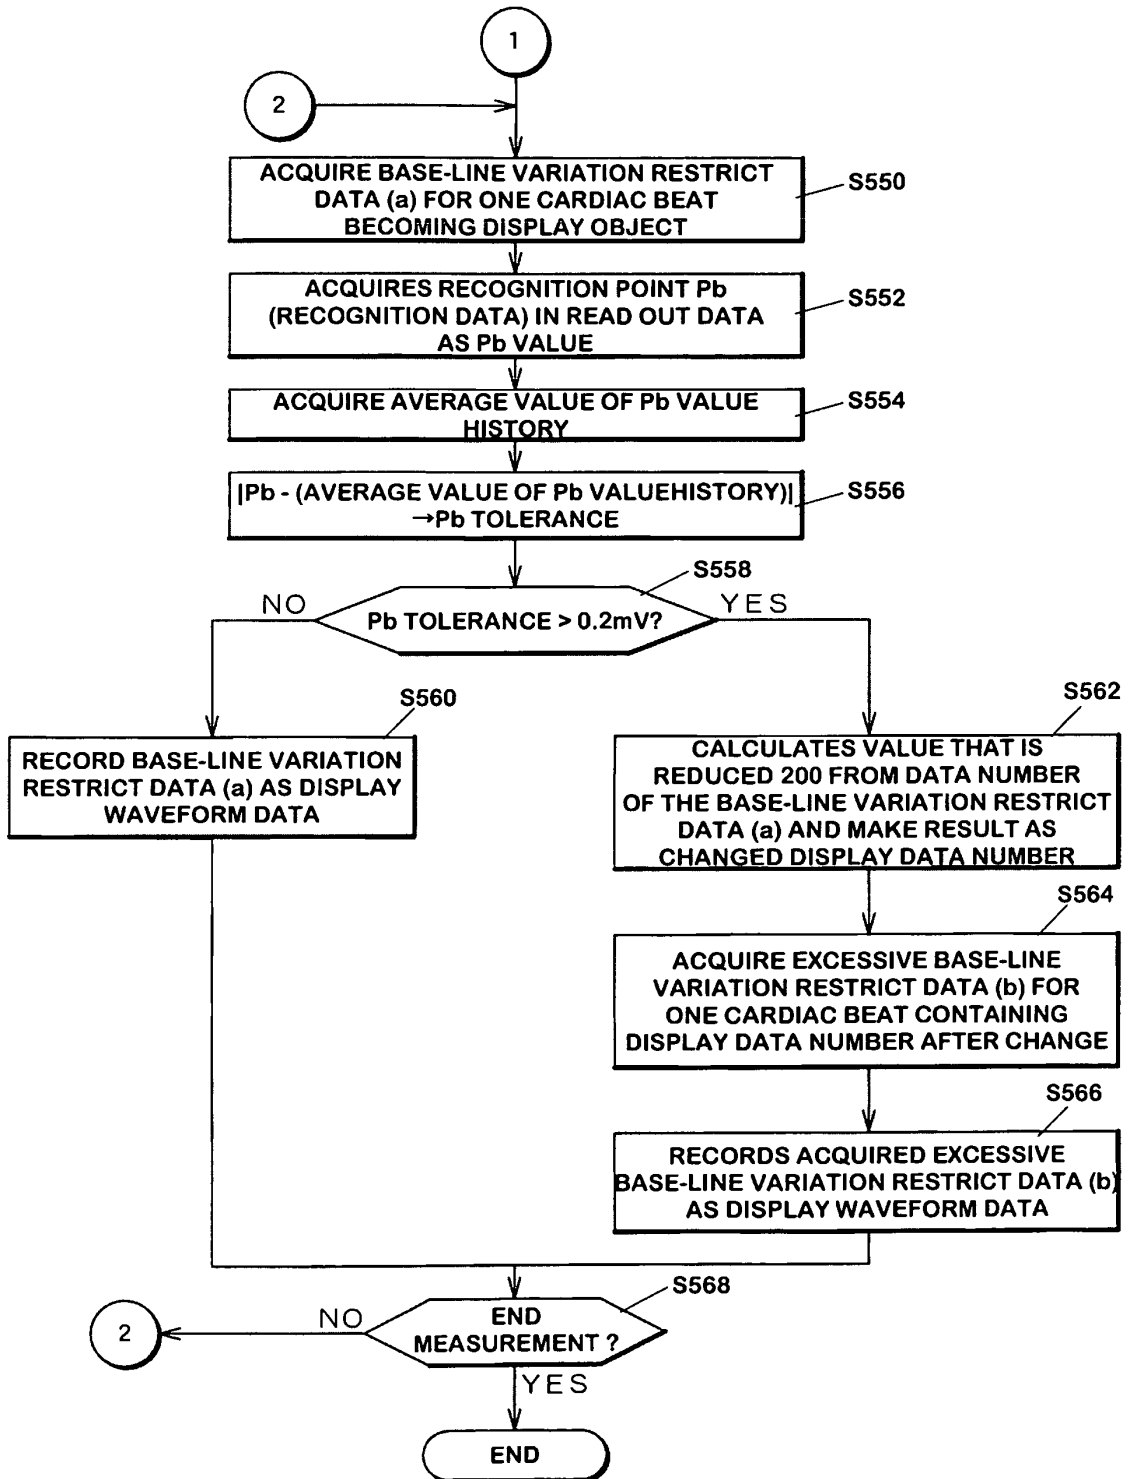 1
2
ACQUIRE BASE-LINE VARIATION RESTRICT
DATA (a) FOR ONE CARDIAC BEAT
BECOMING DISPLAY OBJECT
S550
ACQUIRES RECOGNITION POINT Pb
(RECOGNITION DATA) IN READ OUT DATA
AS Pb VALUE
S552
ACQUIRE AVERAGE VALUE OF Pb VALUE
HISTORY
S554
|Pb - (AVERAGE VALUE OF Pb VALUEHISTORY)|
→Pb TOLERANCE
S556
S558
NO
Pb TOLERANCE > 0.2mV?
YES
S560
RECORD BASE-LINE VARIATION
RESTRICT DATA (a) AS DISPLAY
WAVEFORM DATA
S562
CALCULATES VALUE THAT IS
REDUCED 200 FROM DATA NUMBER
OF THE BASE-LINE VARIATION RESTRICT
DATA (a) AND MAKE RESULT AS
CHANGED DISPLAY DATA NUMBER
S564
ACQUIRE EXCESSIVE BASE-LINE
VARIATION RESTRICT DATA (b) FOR
ONE CARDIAC BEAT CONTAINING
DISPLAY DATA NUMBER AFTER CHANGE
S566
RECORDS ACQUIRED EXCESSIVE
BASE-LINE VARIATION RESTRICT DATA (b)
AS DISPLAY WAVEFORM DATA
S568
2
NO
END
MEASUREMENT ?
YES
END